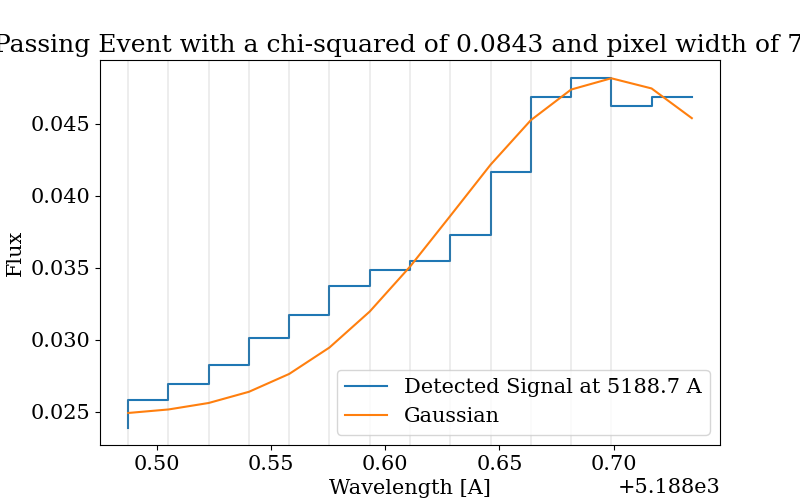 Passing Event with a chi-squared of 0.0843 and pixel width of 7
Flux
0.045
0.040
0.035
0.030
0.025
Detected Signal at 5188.7 A
Gaussian
0.50 0.55 0.60 0.65 0.70
+5.188e3
Wavelength [A]